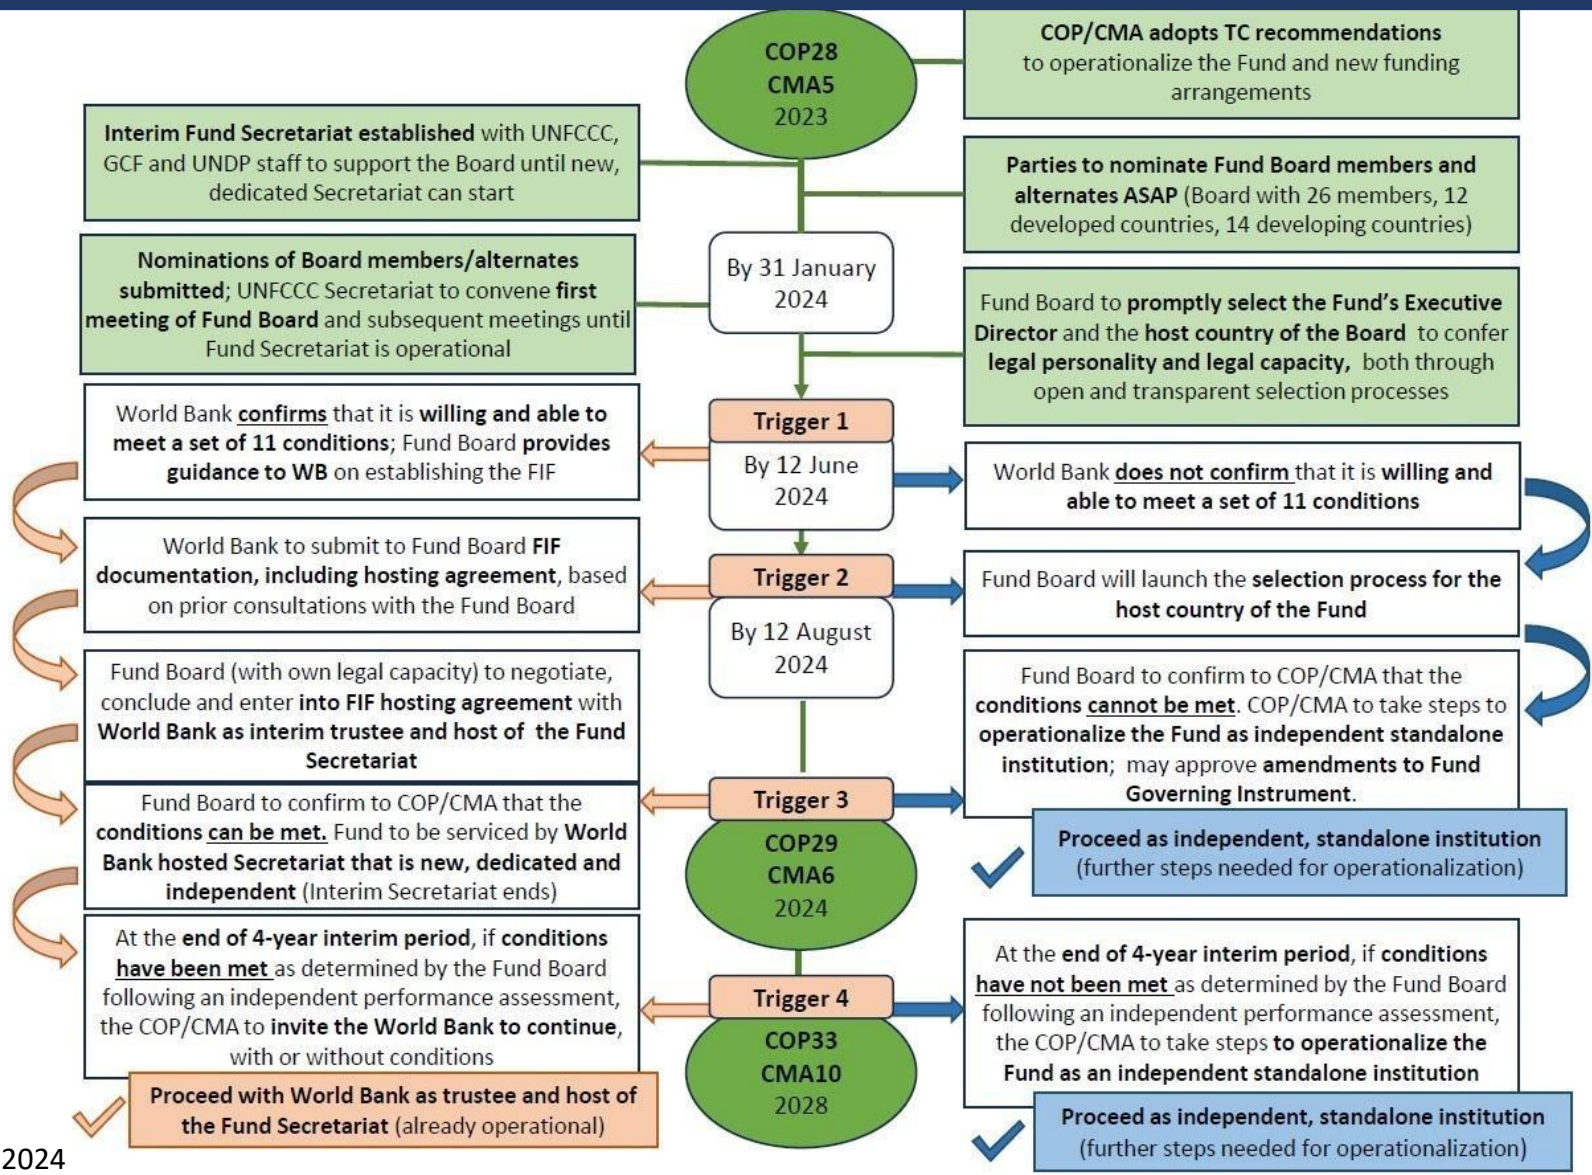 COP28
CMA5
2023
COP/CMA adopts TC recommendations
to operationalize the Fund and new funding
arrangements
Interim Fund Secretariat established with UNFCCC,
GCF and UNDP staff to support the Board until new,
dedicated Secretariat can start
Parties to nominate Fund Board members and
alternates ASAP (Board with 26 members, 12
developed countries, 14 developing countries)
Nominations of Board members/alternates
submitted; UNFCCC Secretariat to convene first
meeting of Fund Board and subsequent meetings until
Fund Secretariat is operational
By 31 January
2024
Fund Board to promptly select the Fund's Executive
Director and the host country of the Board to confer
legal personality and legal capacity, both through
open and transparent selection processes
Trigger 1
By 12 June
2024
World Bank confirms that it is willing and able to
meet a set of 11 conditions; Fund Board provides
guidance to WB on establishing the FIF
World Bank does not confirm that it is willing and
able to meet a set of 11 conditions
Trigger 2
By 12 August
2024
World Bank to submit to Fund Board FIF
documentation, including hosting agreement, based
on prior consultations with the Fund Board
Fund Board will launch the selection process for the
host country of the Fund
Fund Board (with own legal capacity) to negotiate,
conclude and enter into FIF hosting agreement with
World Bank as interim trustee and host of the Fund
Secretariat
Fund Board to confirm to COP/CMA that the
conditions cannot be met. COP/CMA to take steps to
operationalize the Fund as independent standalone
institution; may approve amendments to Fund
Governing Instrument.
Trigger 3
COP29
CMA6
2024
Fund Board to confirm to COP/CMA that the
conditions can be met. Fund to be serviced by World
Bank hosted Secretariat that is new, dedicated and
independent (Interim Secretariat ends)
Proceed as independent, standalone institution
(further steps needed for operationalization)
At the end of 4-year interim period, if conditions
have been met as determined by the Fund Board
following an independent performance assessment,
the COP/CMA to invite the World Bank to continue,
with or without conditions
Trigger 4
COP33
CMA10
2028
At the end of 4-year interim period, if conditions
have not been met as determined by the Fund Board
following an independent performance assessment,
the COP/CMA to take steps to operationalize the
Fund as an independent standalone institution
Proceed with World Bank as trustee and host of
the Fund Secretariat (already operational)
Proceed as independent, standalone institution
(further steps needed for operationalization)
2024